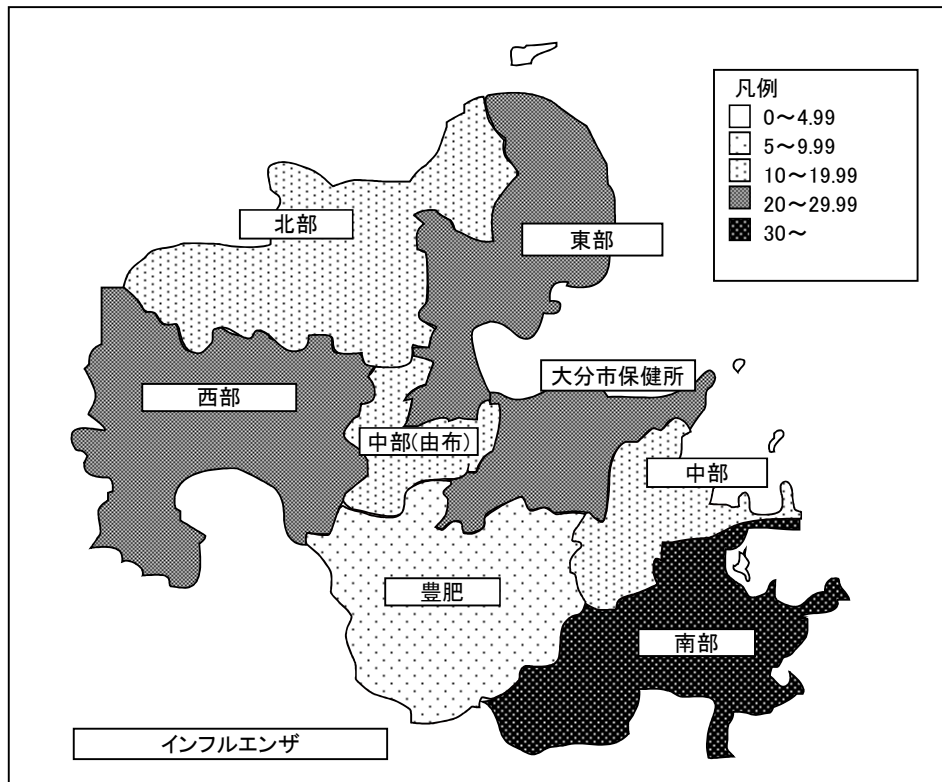 凡例
0～4.99
5～9.99
10～19.99
20～29.99
30～
北部
東部
大分市保健所
西部
中部(由布)
中部
豊肥
南部
インフルエンザ